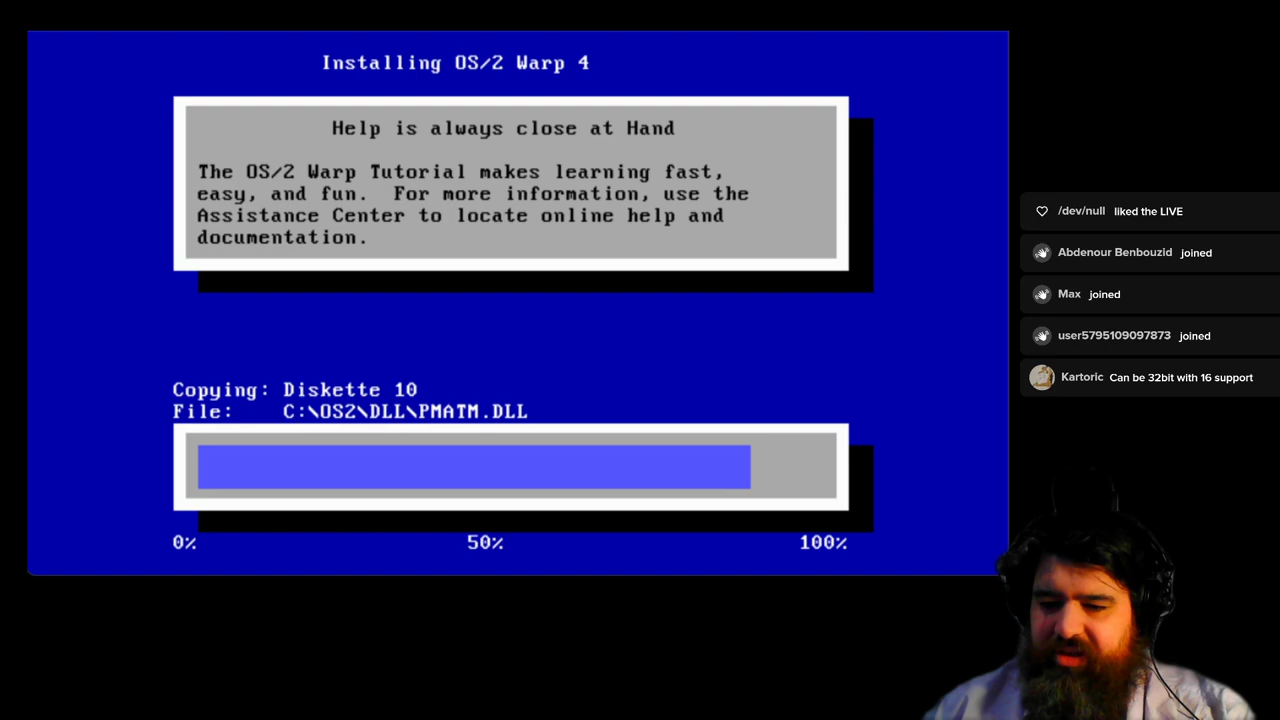 Installing OS/2 Warp 4
Help is always close at Hand
The OS/2 Warp Tutorial makes learning fast,
easy, and fun.  For more information, use the
Assistance Center to locate online help and
documentation.
Copying: Diskette 10
File:    C:\OS2\DLL\PMATM.DLL
0% 50% 100%
/dev/null liked the LIVE
Abdenour Benbouzid joined
Max joined
user5795109097873 joined
Kartoric Can be 32bit with 16 support